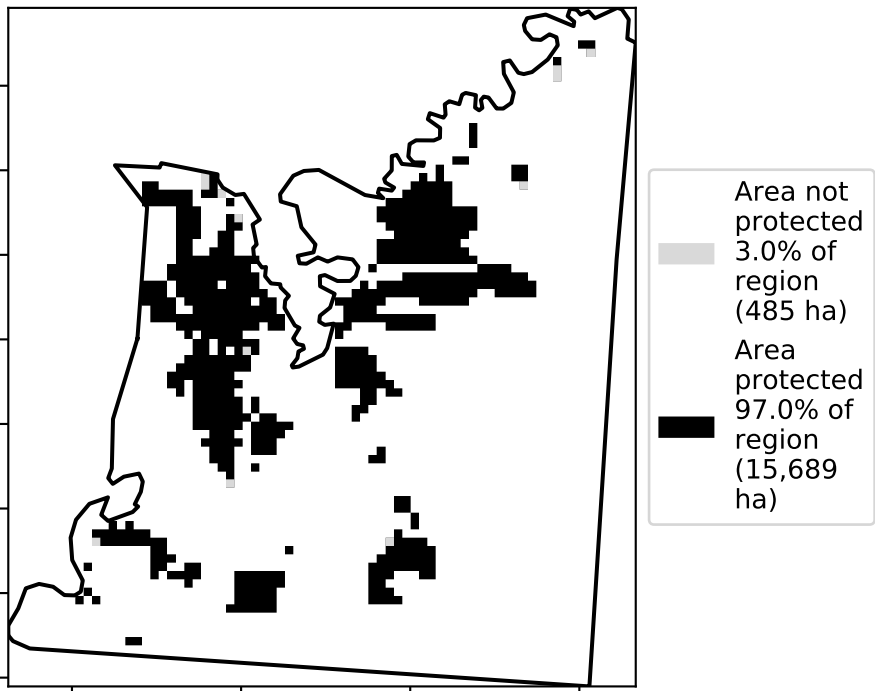 Area not
protected
3.0% of
region
(485 ha)
Area
protected
97.0% of
region
(15,689
ha)